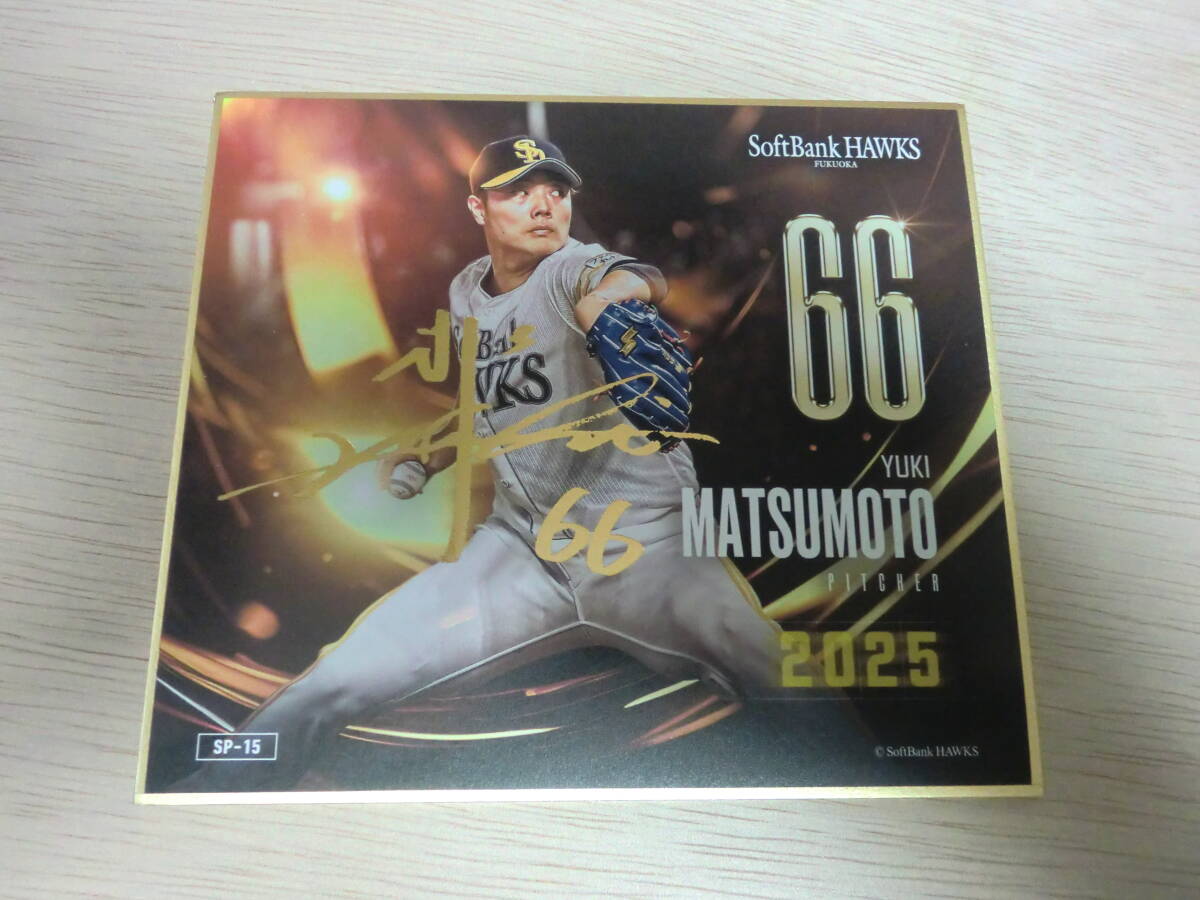 SoftBank HAWKS
FUKUOKA
66
YUKI
MATSUMOTO
PITCHER
66
2025
SP-15
© SoftBank HAWKS